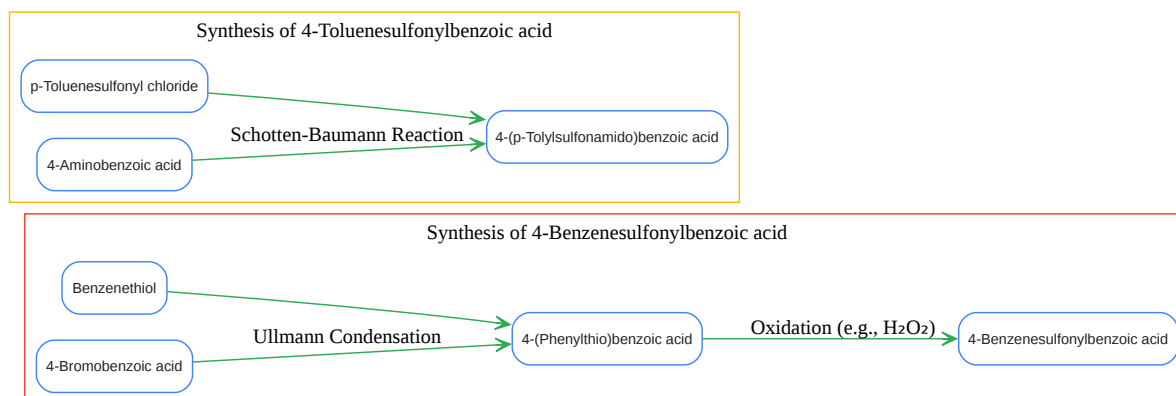 Synthesis of 4-Toluenesulfonylbenzoic acid
p-Toluenesulfonyl chloride
4-Aminobenzoic acid
Schotten-Baumann Reaction
4-(p-Tolylsulfonamido)benzoic acid
Synthesis of 4-Benzenesulfonylbenzoic acid
Benzenethiol
4-Bromobenzoic acid
Ullmann Condensation
4-(Phenylthio)benzoic acid
Oxidation (e.g., H₂O₂)
4-Benzenesulfonylbenzoic acid